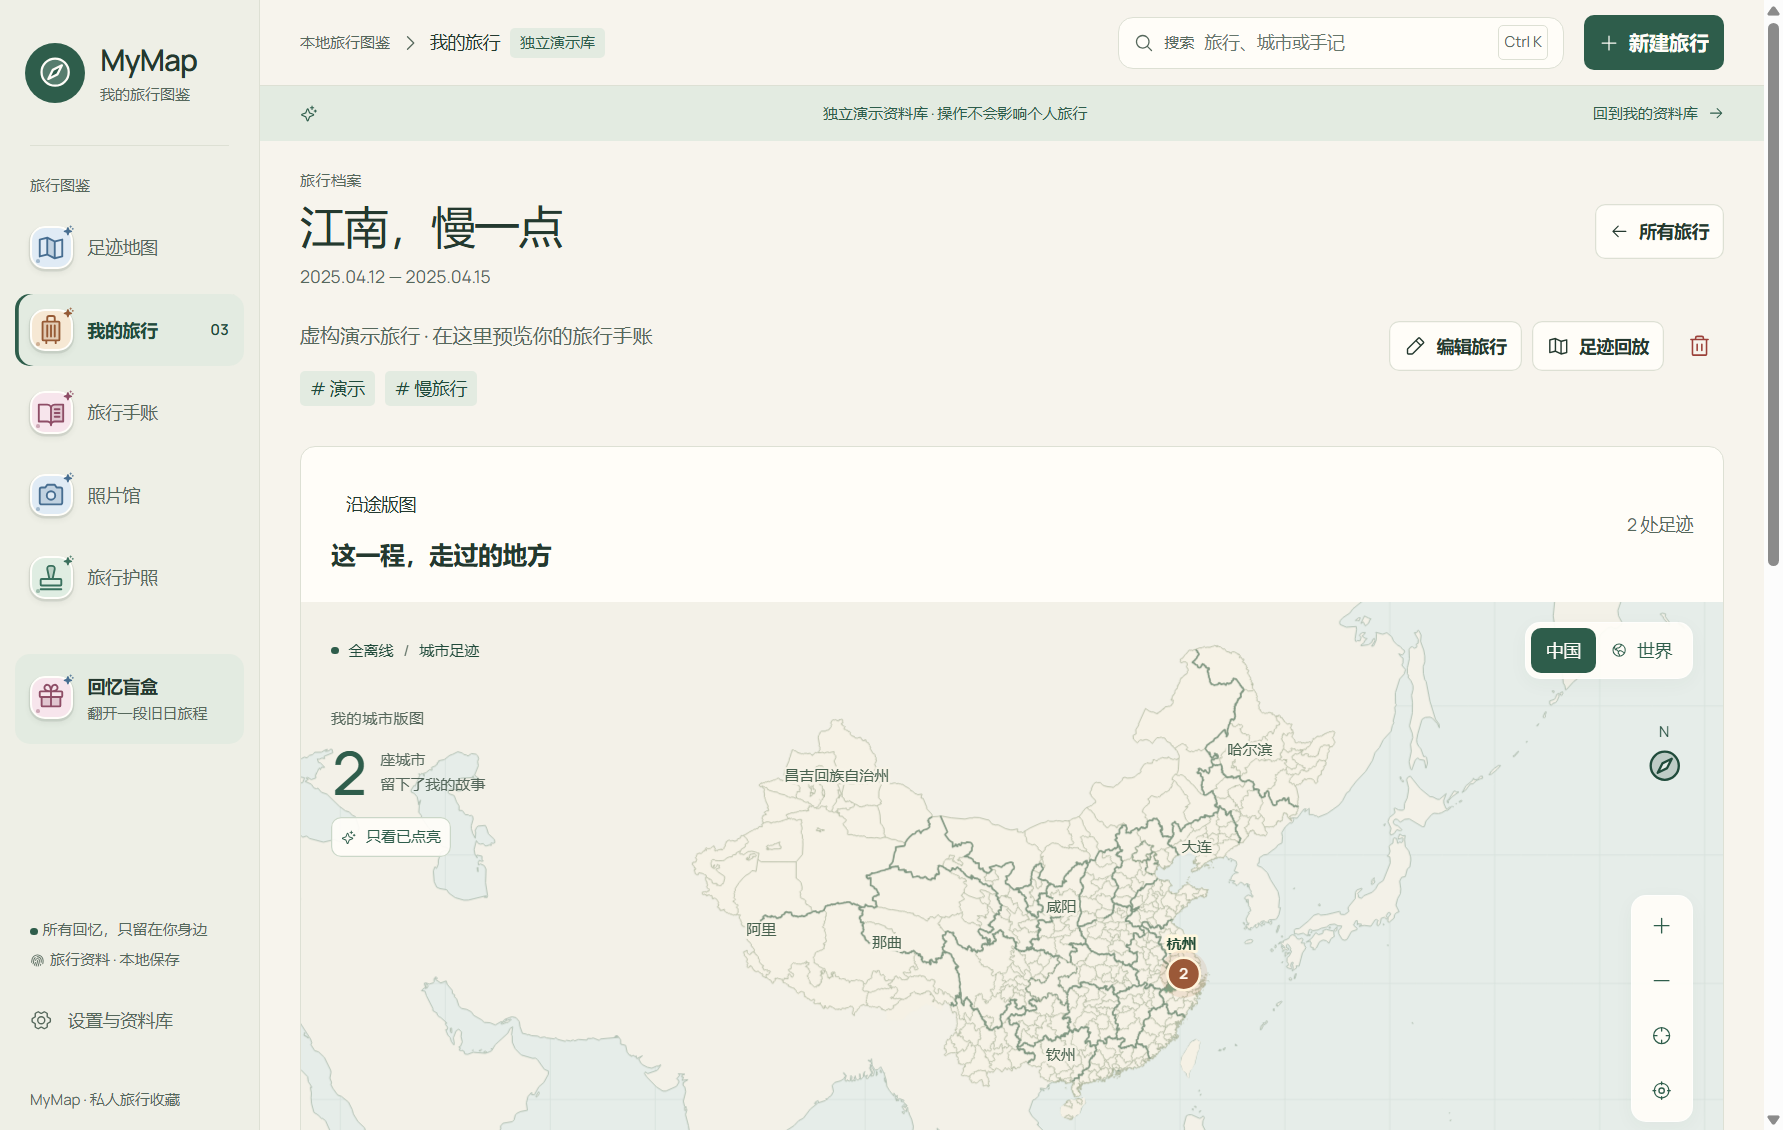 MyMap
我的旅行图鉴
旅行图鉴
足迹地图
我的旅行 03
旅行手账
照片馆
旅行护照
回忆盲盒
翻开一段旧日旅程
所有回忆，只留在你身边
旅行资料 · 本地保存
设置与资料库
MyMap · 私人旅行收藏
本地旅行图鉴 我的旅行 独立演示库
搜索 旅行、城市或手记 Ctrl K
新建旅行
独立演示资料库 · 操作不会影响个人旅行
回到我的资料库
旅行档案
江南，慢一点
2025.04.12 — 2025.04.15
所有旅行
虚构演示旅行 · 在这里预览你的旅行手账
# 演示 # 慢旅行
编辑旅行 足迹回放
沿途版图
这一程，走过的地方
2 处足迹
全离线 / 城市足迹
中国 世界
我的城市版图
2 座城市
留下了我的故事
只看已点亮
N
哈尔滨
昌吉回族自治州
大连
咸阳
阿里
那曲
杭州
2
钦州